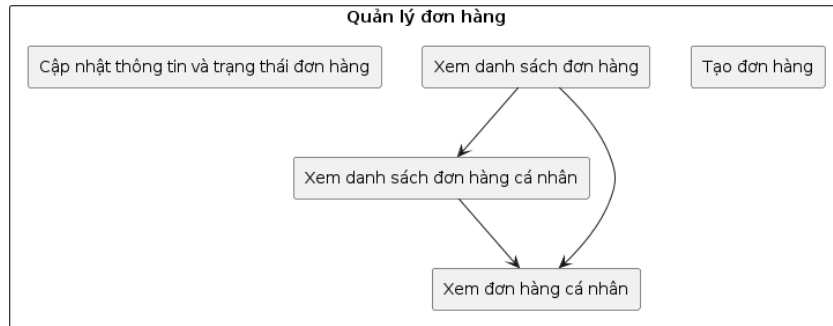 Quản lý đơn hàng
Cập nhật thông tin và trạng thái đơn hàng
Xem danh sách đơn hàng
Tạo đơn hàng
Xem danh sách đơn hàng cá nhân
Xem đơn hàng cá nhân